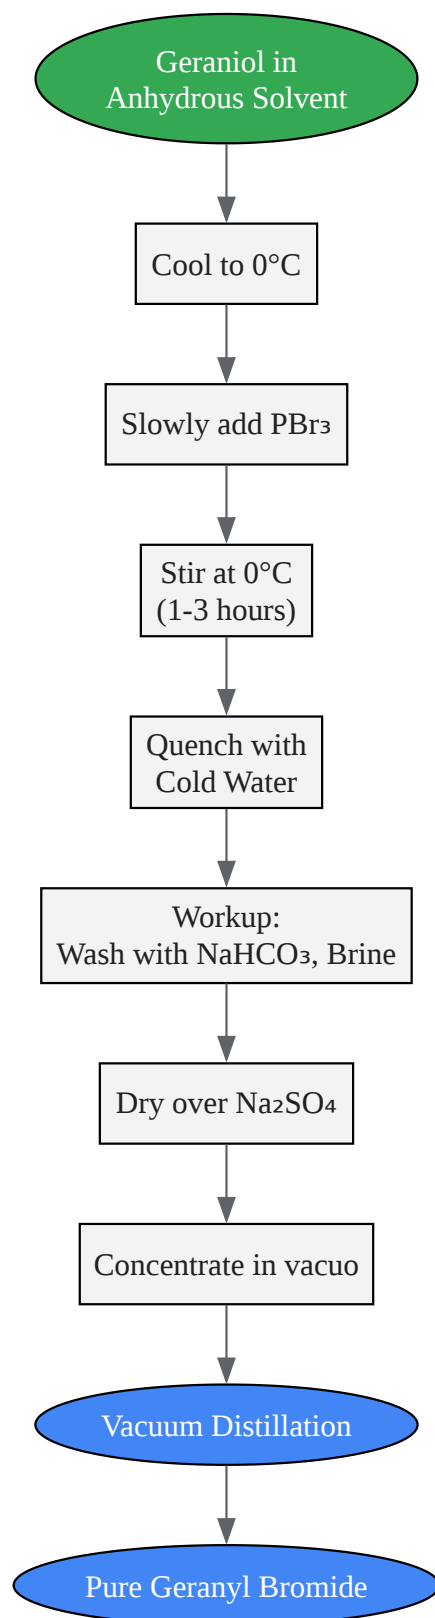 Geraniol in
Anhydrous Solvent
Cool to 0°C
Slowly add PBr₃
Stir at 0°C
(1-3 hours)
Quench with
Cold Water
Workup:
Wash with NaHCO₃, Brine
Dry over Na₂SO₄
Concentrate in vacuo
Vacuum Distillation
Pure Geranyl Bromide